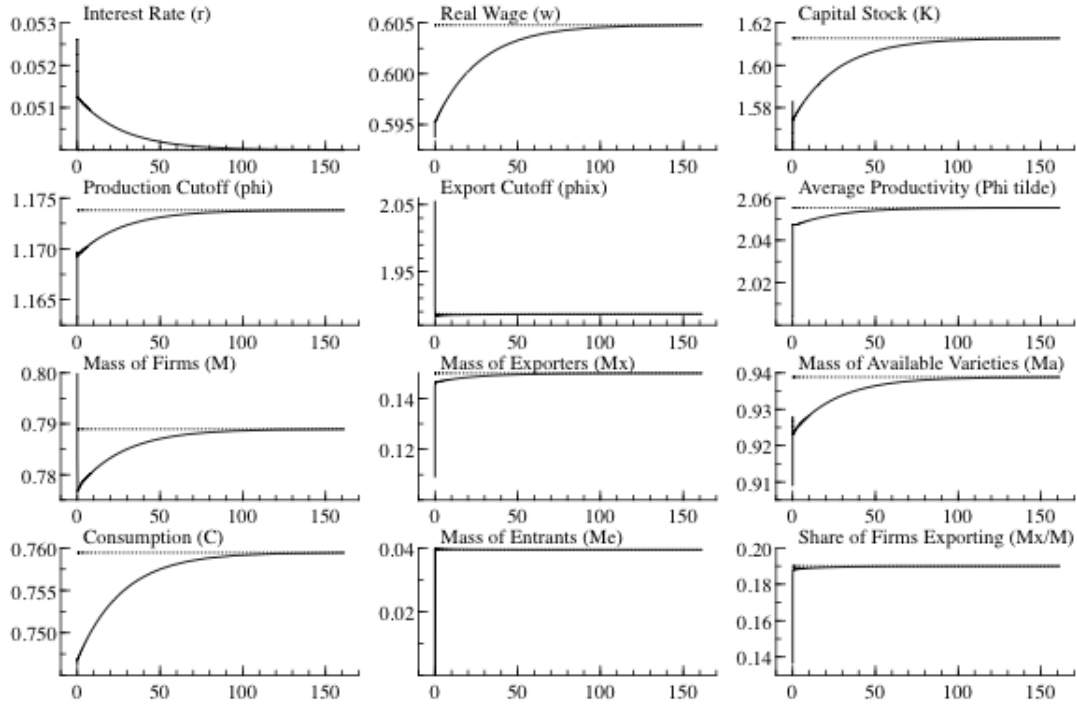 Interest Rate (r)
0.053
0.052
0.051
0 50 100 150
Real Wage (w)
0.605
0.600
0.595
0 50 100 150
Capital Stock (K)
1.62
1.60
1.58
0 50 100 150
Production Cutoff (phi)
1.175
1.170
1.165
0 50 100 150
Export Cutoff (phix)
2.05
1.95
0 50 100 150
Average Productivity (Phi tilde)
2.06
2.04
2.02
0 50 100 150
Mass of Firms (M)
0.80
0.79
0.78
0 50 100 150
Mass of Exporters (Mx)
0.14
0.12
0 50 100 150
Mass of Available Varieties (Ma)
0.94
0.93
0.92
0.91
0 50 100 150
Consumption (C)
0.760
0.755
0.750
0 50 100 150
Mass of Entrants (Me)
0.04
0.02
0 50 100 150
Share of Firms Exporting (Mx/M)
0.20
0.18
0.16
0.14
0 50 100 150